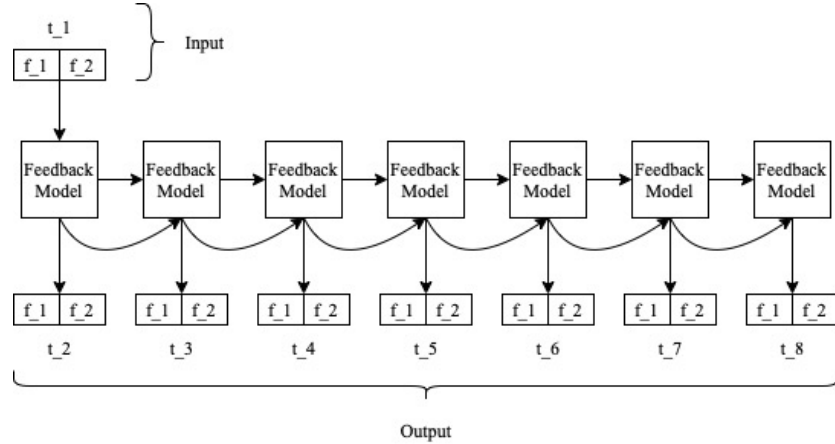 t_1
Input
f_1 f_2
Feedback Model Feedback Model Feedback Model Feedback Model Feedback Model Feedback Model Feedback Model
f_1 f_2 f_1 f_2 f_1 f_2 f_1 f_2 f_1 f_2 f_1 f_2 f_1 f_2
t_2 t_3 t_4 t_5 t_6 t_7 t_8
Output